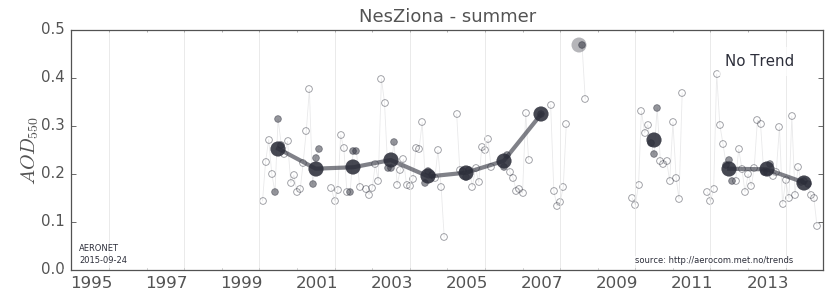 NesZiona - summer
0.5
0.4
0.3
0.2
0.1
0.0
AOD550
No Trend
AERONET
2015-09-24
source: http://aerocom.met.no/trends
1995 1997 1999 2001 2003 2005 2007 2009 2011 2013